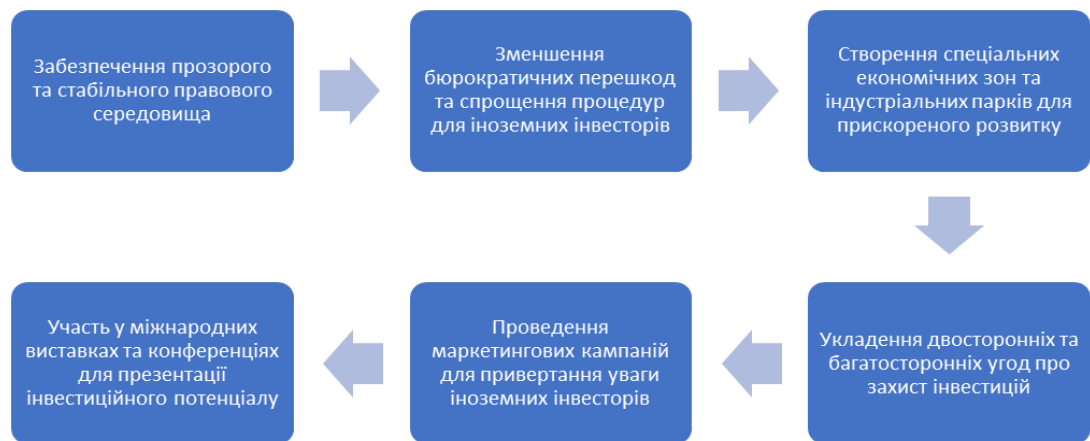 Забезпечення прозорого
та стабільного правового
середовища
Зменшення
бюрократичних перешкод
та спрощення процедур
для іноземних інвесторів
Створення спеціальних
економічних зон та
індустріальних парків для
прискореного розвитку
Укладення двосторонніх та
багатосторонніх угод про
захист інвестицій
Проведення
маркетингових кампаній
для привертання уваги
іноземних інвесторів
Участь у міжнародних
виставках та конференціях
для презентації
інвестиційного потенціалу